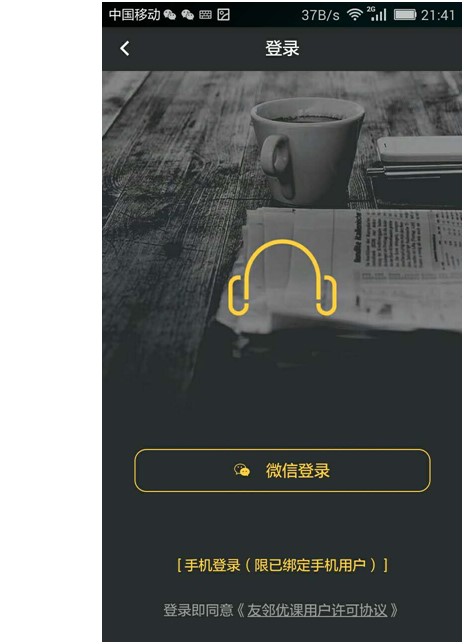 中国移动 37B/s 2G 21:41
登录
微信登录
[ 手机登录（限已绑定手机用户）]
登录即同意《友邻优课用户许可协议》